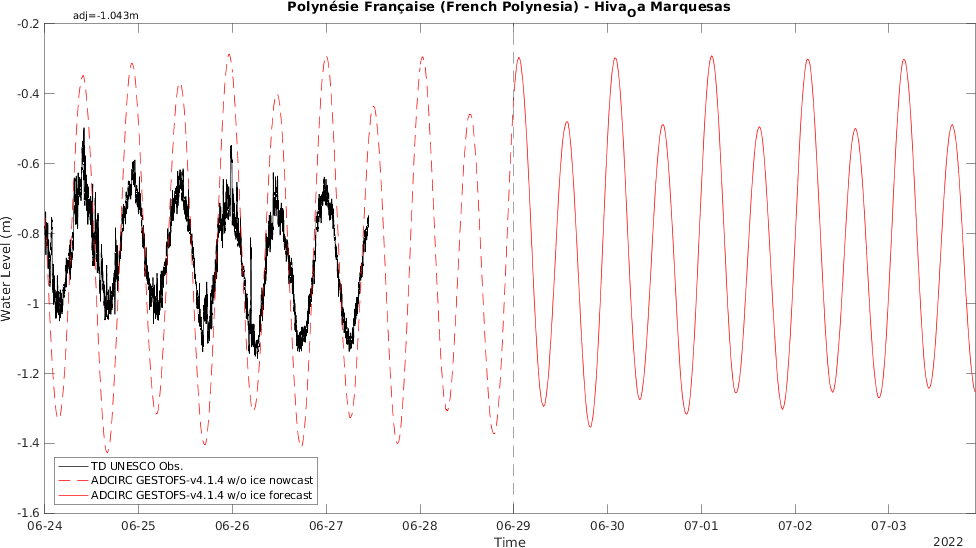 Polynésie Française (French Polynesia) - Hiva_Oa Marquesas
adj=-1.043m
-0.2
-0.4
-0.6
-0.8
-1
-1.2
-1.4
-1.6
Water Level (m)
TD UNESCO Obs.
ADCIRC GESTOFS-v4.1.4 w/o ice nowcast
ADCIRC GESTOFS-v4.1.4 w/o ice forecast
06-24 06-25 06-26 06-27 06-28 06-29 06-30 07-01 07-02 07-03
Time
2022